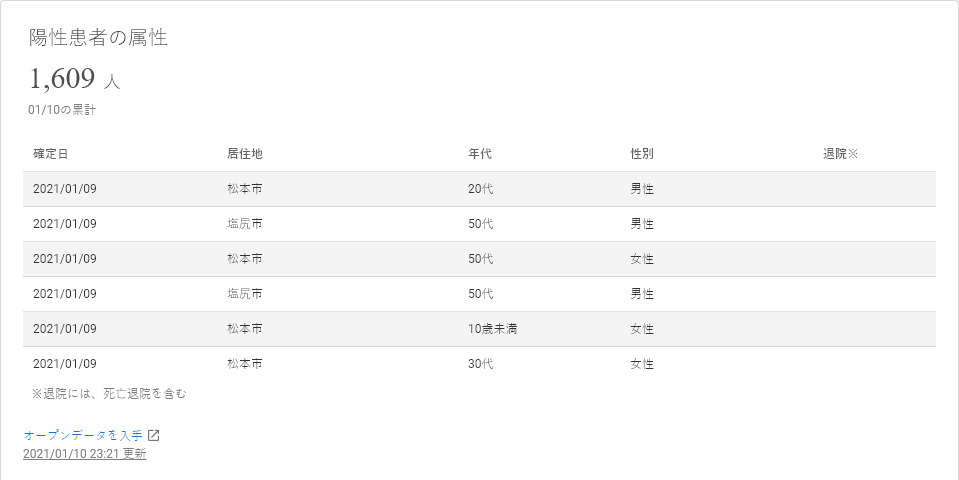 陽性患者の属性
1,609 人
01/10の累計
確定日 居住地 年代 性別 退院※
2021/01/09 松本市 20代 男性
2021/01/09 塩尻市 50代 男性
2021/01/09 松本市 50代 女性
2021/01/09 塩尻市 50代 男性
2021/01/09 松本市 10歳未満 女性
2021/01/09 松本市 30代 女性
※退院には、死亡退院を含む
オープンデータを入手
2021/01/10 23:21 更新